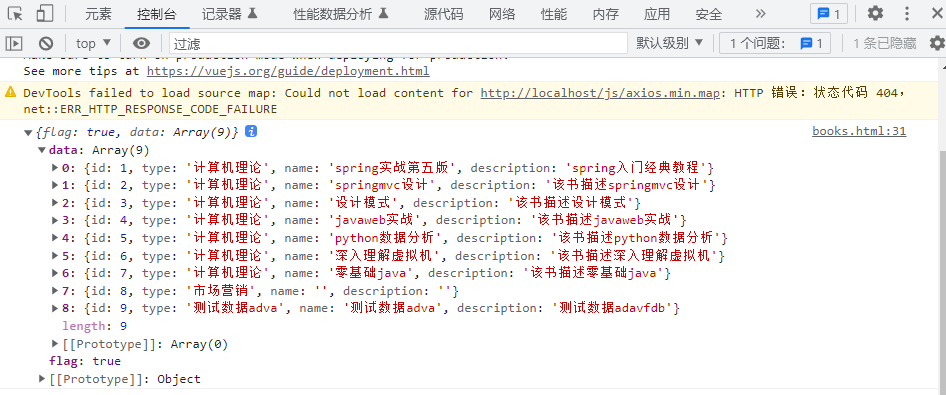 元素 控制台 记录器 性能数据分析 源代码 网络 性能 内存 应用 安全 » 1
top 过滤 默认级别 1 个问题: 1 1 条已隐藏
See more tips at https://vuejs.org/guide/deployment.html
DevTools failed to load source map: Could not load content for http://localhost/js/axios.min.map: HTTP 错误: 状态代码 404,
net::ERR_HTTP_RESPONSE_CODE_FAILURE
{flag: true, data: Array(9)} i books.html:31
data: Array(9)
0: {id: 1, type: '计算机理论', name: 'spring实战第五版', description: 'spring入门经典教程'}
1: {id: 2, type: '计算机理论', name: 'springmvc设计', description: '该书描述springmvc设计'}
2: {id: 3, type: '计算机理论', name: '设计模式', description: '该书描述设计模式'}
3: {id: 4, type: '计算机理论', name: 'javaweb实战', description: '该书描述javaweb实战'}
4: {id: 5, type: '计算机理论', name: 'python数据分析', description: '该书描述python数据分析'}
5: {id: 6, type: '计算机理论', name: '深入理解虚拟机', description: '该书描述深入理解虚拟机'}
6: {id: 7, type: '计算机理论', name: '零基础java', description: '该书描述零基础java'}
7: {id: 8, type: '市场营销', name: '', description: ''}
8: {id: 9, type: '测试数据adva', name: '测试数据adva', description: '测试数据adavfdb'}
length: 9
[[Prototype]]: Array(0)
flag: true
[[Prototype]]: Object